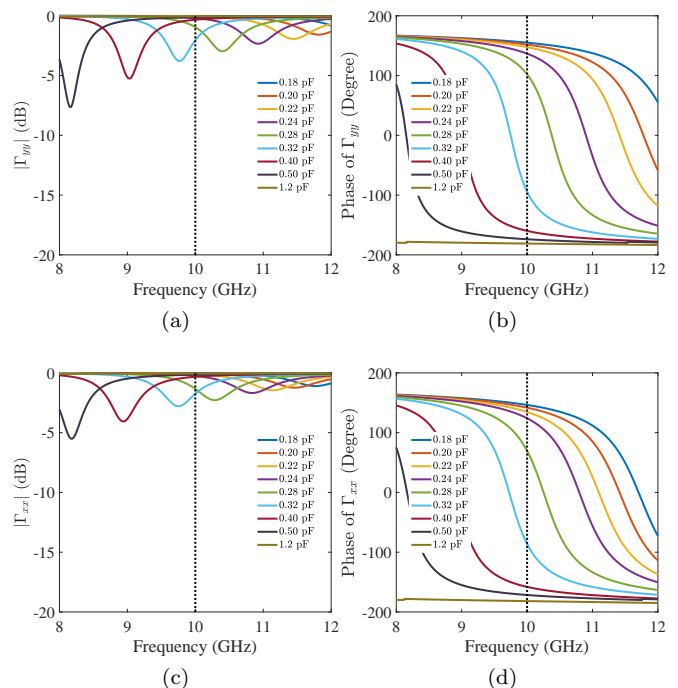 0
-5
-10
-15
-20
|Γyy| (dB)
0.18 pF
0.20 pF
0.22 pF
0.24 pF
0.28 pF
0.32 pF
0.40 pF
0.50 pF
1.2 pF
8 9 10 11 12
Frequency (GHz)
(a)
200
100
0
-100
-200
Phase of Γyy (Degree)
0.18 pF
0.20 pF
0.22 pF
0.24 pF
0.28 pF
0.32 pF
0.40 pF
0.50 pF
1.2 pF
8 9 10 11 12
Frequency (GHz)
(b)
0
-5
-10
-15
-20
|Γxx| (dB)
0.18 pF
0.20 pF
0.22 pF
0.24 pF
0.28 pF
0.32 pF
0.40 pF
0.50 pF
1.2 pF
8 9 10 11 12
Frequency (GHz)
(c)
200
100
0
-100
-200
Phase of Γxx (Degree)
0.18 pF
0.20 pF
0.22 pF
0.24 pF
0.28 pF
0.32 pF
0.40 pF
0.50 pF
1.2 pF
8 9 10 11 12
Frequency (GHz)
(d)